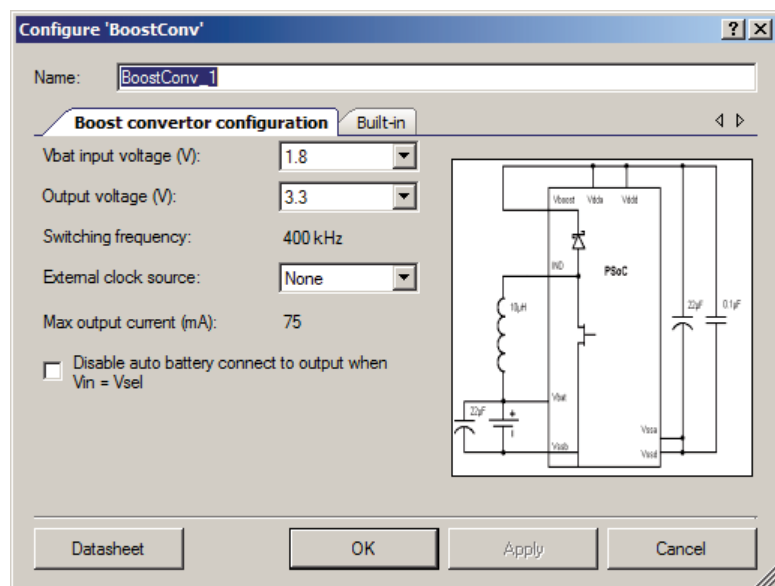 Configure 'BoostConv'
Name: BoostConv_1
Boost convertor configuration Built-in
Vbat input voltage (V): 1.8
Output voltage (V): 3.3
Switching frequency: 400 kHz
External clock source: None
Max output current (mA): 75
Disable auto battery connect to output when
Vin = Vsel
Vboost Vdda Vddd
IND PSoC
10µH 22µF 0.1µF
Vbat
22µF +
Vssa
Vssb Vssd
Datasheet OK Apply Cancel